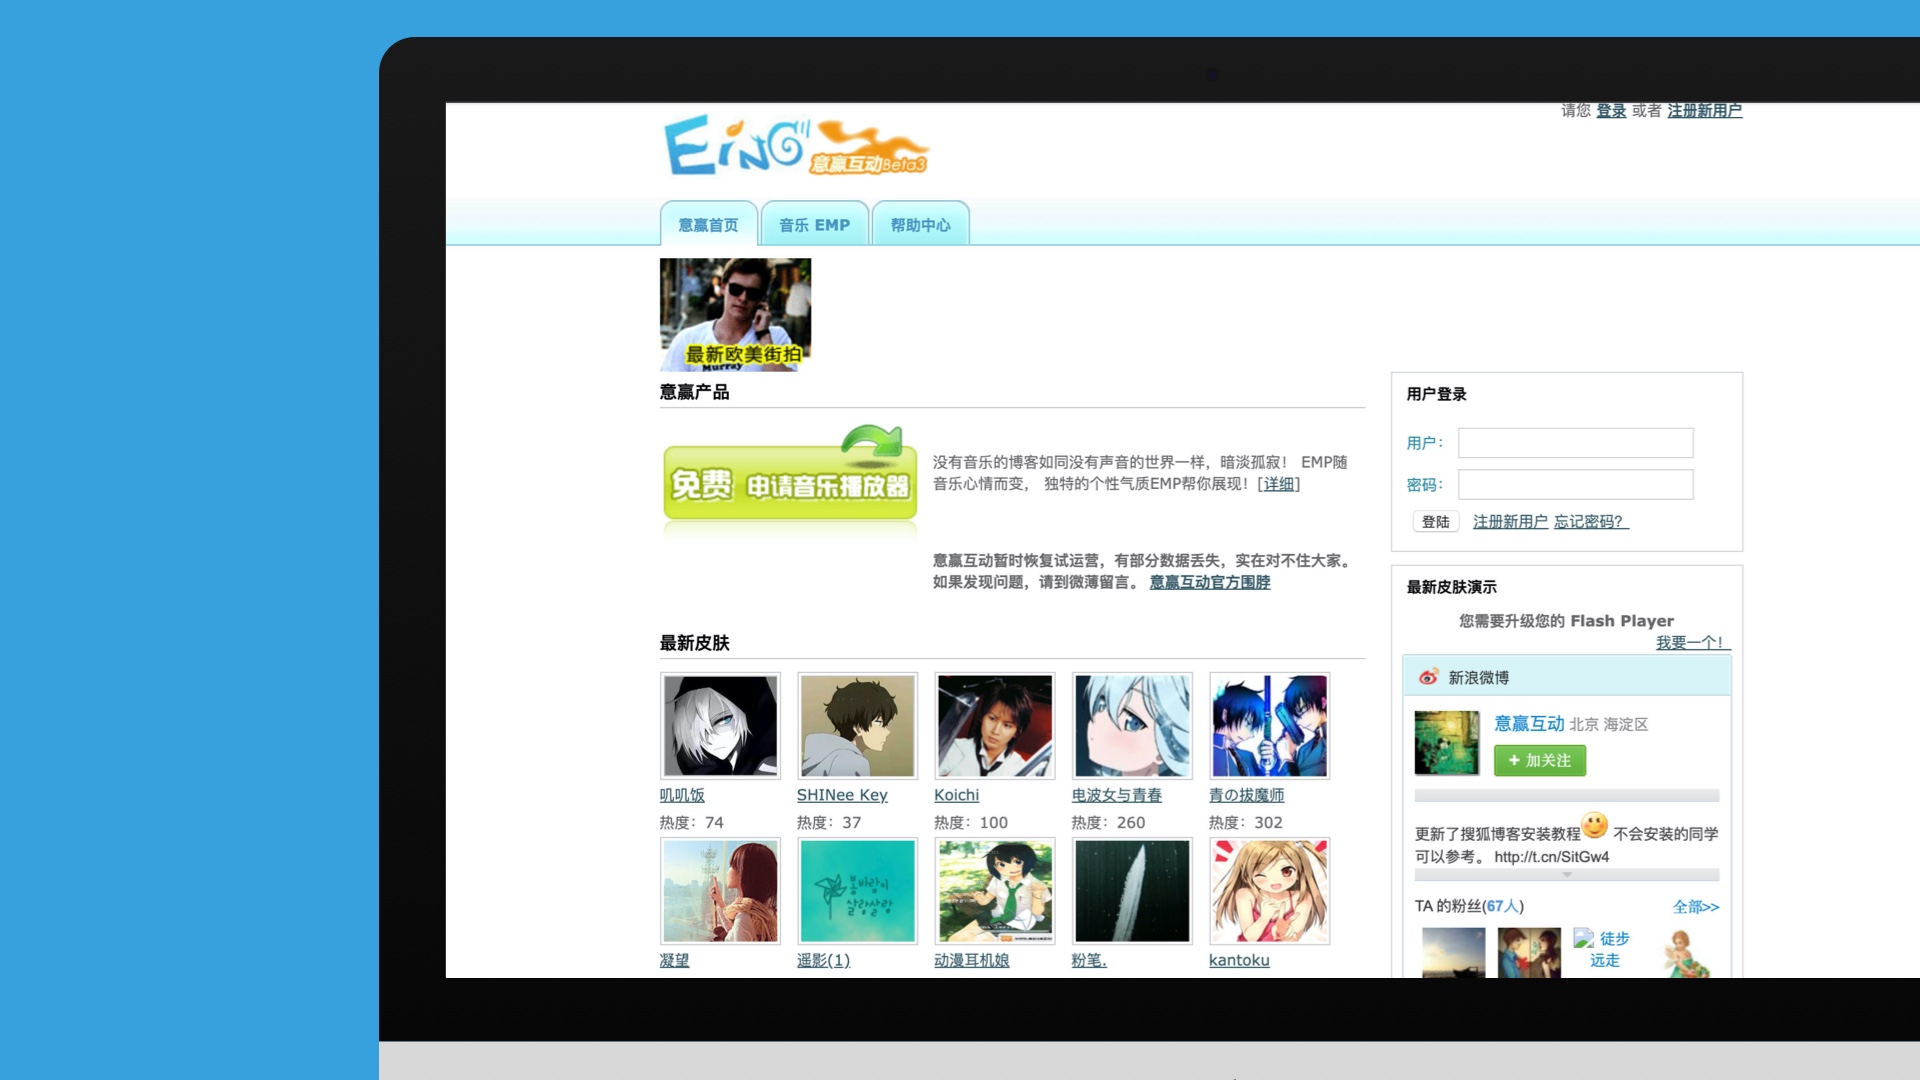 请您 登录 或者 注册新用户
EiNG 意赢互动Beta3
意赢首页 音乐 EMP 帮助中心
最新欧美街拍
Murray
意赢产品
免费 申请音乐播放器
没有音乐的博客如同没有声音的世界一样，暗淡孤寂！ EMP随
音乐心情而变， 独特的个性气质EMP帮你展现！[详细]
意赢互动暂时恢复试运营，有部分数据丢失，实在对不住大家。
如果发现问题，请到微薄留言。 意赢互动官方围脖
最新皮肤
叽叽饭 SHINee Key Koichi 电波女与青春 青の拔魔师
热度：74 热度：37 热度：100 热度：260 热度：302
봄바람이
살랑살랑
凝望 遥影(1) 动漫耳机娘 粉笔. kantoku
用户登录
用户：
密码：
登陆 注册新用户 忘记密码？
最新皮肤演示
您需要升级您的 Flash Player
我要一个！
新浪微博
意赢互动 北京 海淀区
+ 加关注
更新了搜狐博客安装教程 不会安装的同学
可以参考。 http://t.cn/SitGw4
TA 的粉丝(67人) 全部>>
徒步
远走